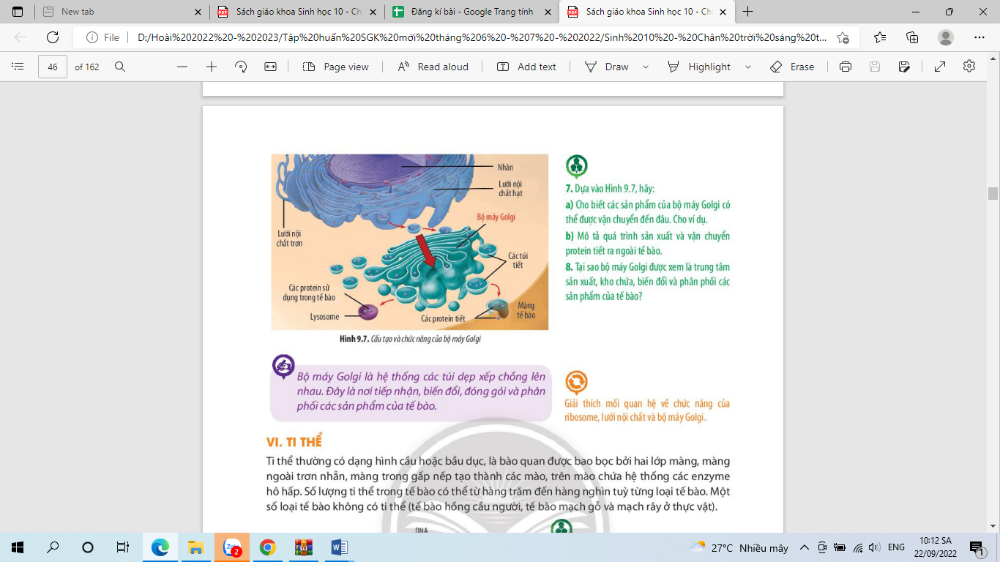 New tab
Sách giáo khoa Sinh học 10 - Ch
Đăng kí bài - Google Trang tính
Sách giáo khoa Sinh học 10 - Ch
File
D:/Hoài%202022%20-%202023/Tập%20huấn%20SGK%20mới%20tháng%206%20-%207%20-%202022/Sinh%2010%20-%20Chân%20trời%20sáng%20t...
46 of 162
Page view
Read aloud
Add text
Draw
Highlight
Erase
Nhân
Lưới nội
chất hạt
Bộ máy Golgi
Lưới nội
chất trơn
Các túi
tiết
Các protein sử
dụng trong tế bào
Lysosome
Các protein tiết
Màng
tế bào
Hình 9.7. Cấu tạo và chức năng của bộ máy Golgi
7. Dựa vào Hình 9.7, hãy:
a) Cho biết các sản phẩm của bộ máy Golgi có
thể được vận chuyển đến đâu. Cho ví dụ.
b) Mô tả quá trình sản xuất và vận chuyển
protein tiết ra ngoài tế bào.
8. Tại sao bộ máy Golgi được xem là trung tâm
sản xuất, kho chứa, biến đổi và phân phối các
sản phẩm của tế bào?
Bộ máy Golgi là hệ thống các túi dẹp xếp chồng lên
nhau. Đây là nơi tiếp nhận, biến đổi, đóng gói và phân
phối các sản phẩm của tế bào.
Giải thích mối quan hệ về chức năng của
ribosome, lưới nội chất và bộ máy Golgi.
VI. TI THỂ
Ti thể thường có dạng hình cầu hoặc bầu dục, là bào quan được bao bọc bởi hai lớp màng, màng
ngoài trơn nhẵn, màng trong gấp nếp tạo thành các mào, trên mào chứa hệ thống các enzyme
hô hấp. Số lượng ti thể trong tế bào có thể từ hàng trăm đến hàng nghìn tuỳ từng loại tế bào. Một
số loại tế bào không có ti thể (tế bào hồng cầu người, tế bào mạch gỗ và mạch rây ở thực vật).
DNA
Zalo
2
27°C Nhiều mây
ENG
10:12 SA
22/09/2022
1